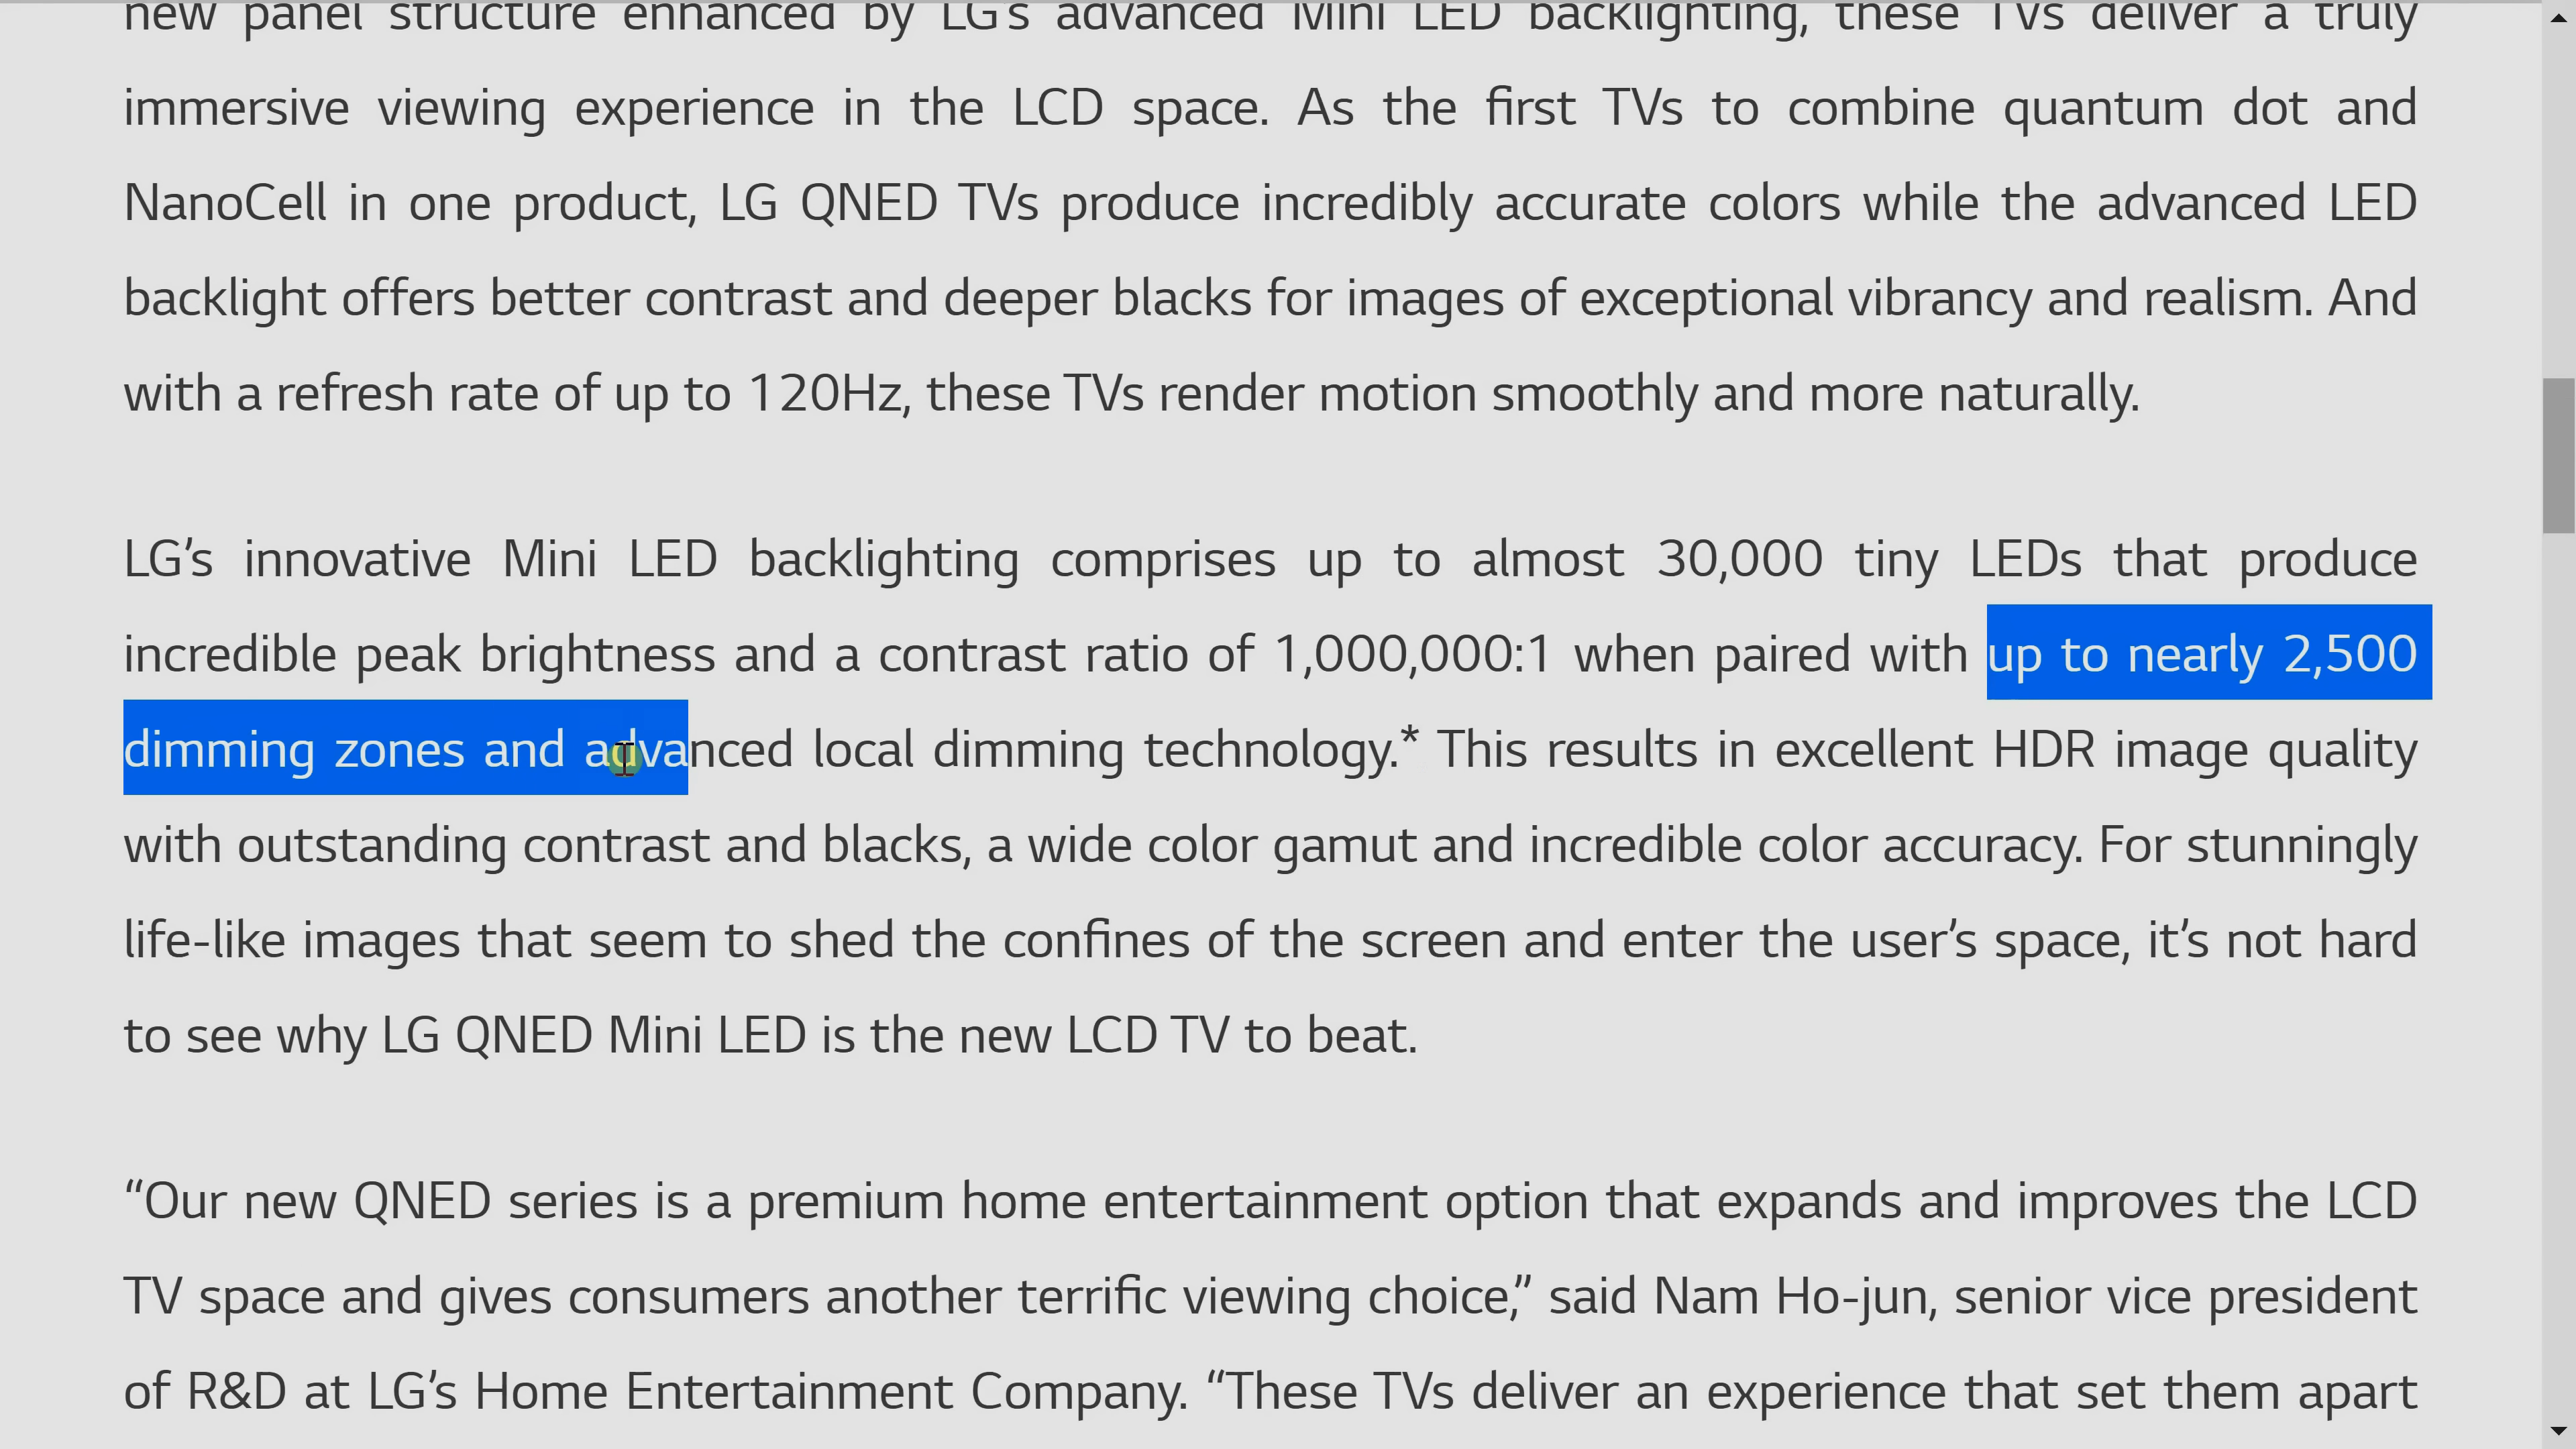 new panel structure enhanced by LG's advanced Mini LED backlighting, these TVs deliver a truly
immersive viewing experience in the LCD space. As the first TVs to combine quantum dot and
NanoCell in one product, LG QNED TVs produce incredibly accurate colors while the advanced LED
backlight offers better contrast and deeper blacks for images of exceptional vibrancy and realism. And
with a refresh rate of up to 120Hz, these TVs render motion smoothly and more naturally.
LG’s innovative Mini LED backlighting comprises up to almost 30,000 tiny LEDs that produce
incredible peak brightness and a contrast ratio of 1,000,000:1 when paired with up to nearly 2,500
dimming zones and advanced local dimming technology.* This results in excellent HDR image quality
with outstanding contrast and blacks, a wide color gamut and incredible color accuracy. For stunningly
life-like images that seem to shed the confines of the screen and enter the user’s space, it’s not hard
to see why LG QNED Mini LED is the new LCD TV to beat.
“Our new QNED series is a premium home entertainment option that expands and improves the LCD
TV space and gives consumers another terrific viewing choice,” said Nam Ho-jun, senior vice president
of R&D at LG’s Home Entertainment Company. “These TVs deliver an experience that set them apart